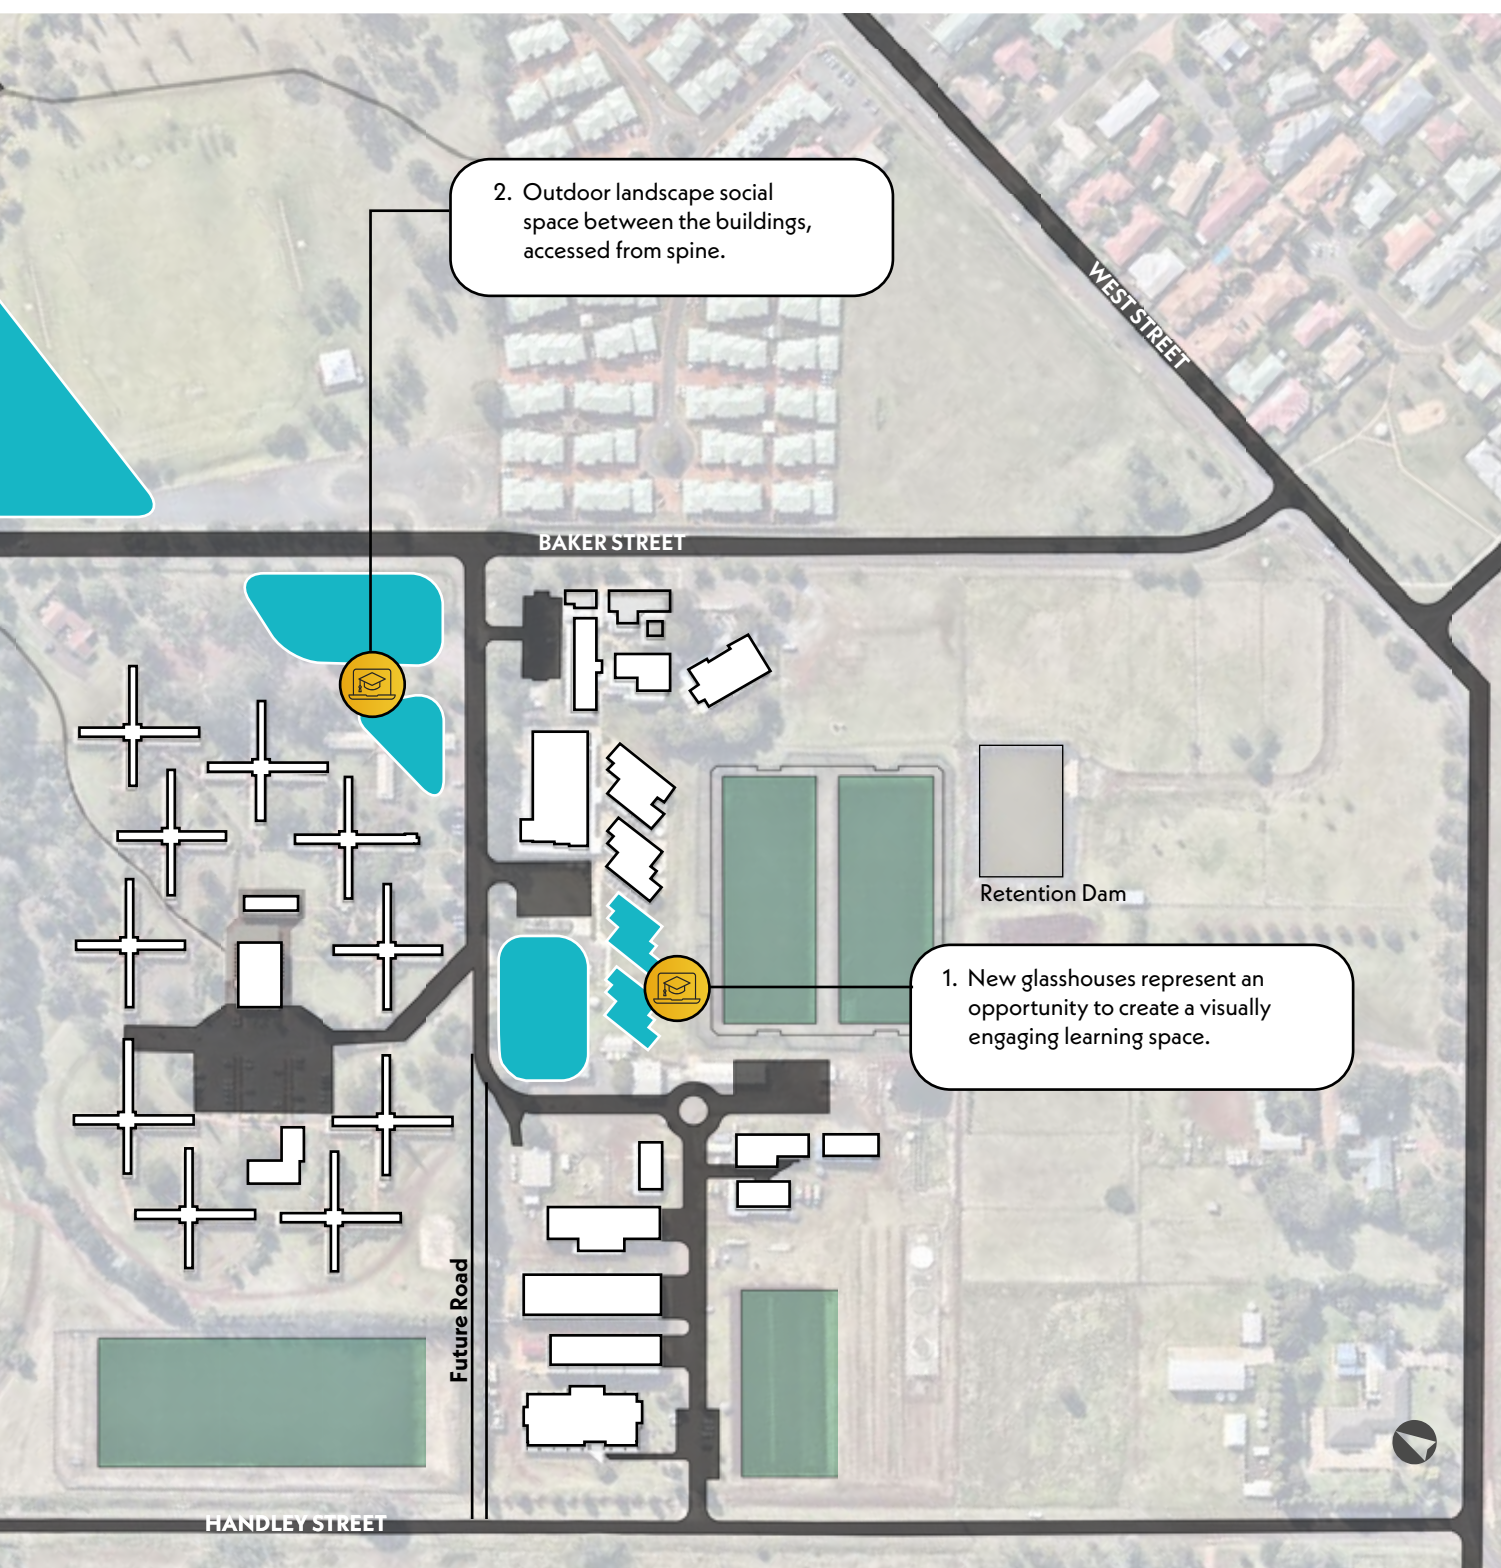 2. Outdoor landscape social
space between the buildings,
accessed from spine.
WEST STREET
BAKER STREET
Retention Dam
1. New glasshouses represent an
opportunity to create a visually
engaging learning space.
Future Road
HANDLEY STREET